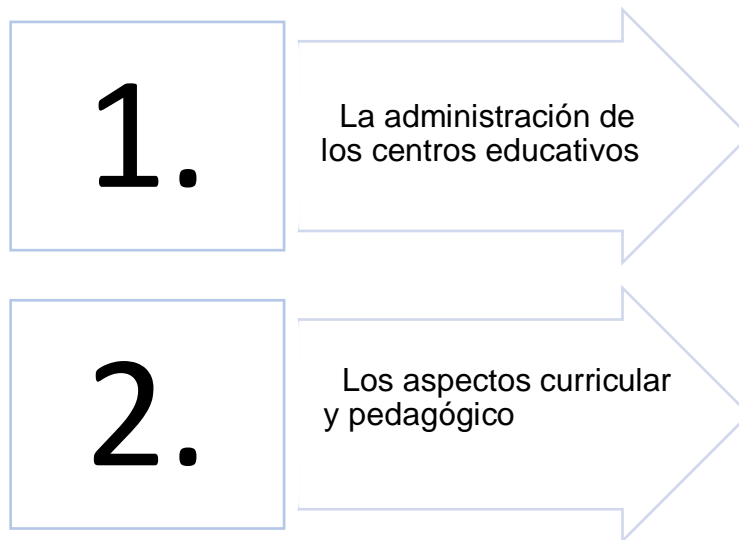 1.
La administración de
los centros educativos
2.
Los aspectos curricular
y pedagógico